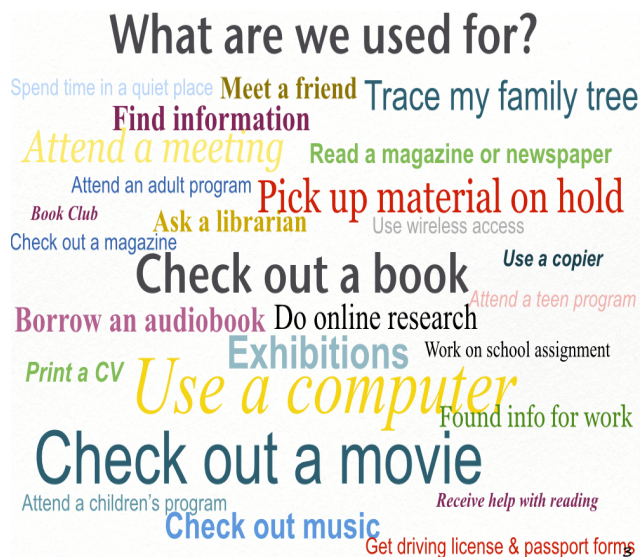 What are we used for?
Spend time in a quiet place Meet a friend Trace my family tree
Find information
Attend a meeting Read a magazine or newspaper
Attend an adult program Pick up material on hold
Book Club Ask a librarian Use wireless access
Check out a magazine
Check out a book Use a copier
Attend a teen program
Borrow an audiobook Do online research
Exhibitions Work on school assignment
Print a CV Use a computer
Found info for work
Check out a movie
Attend a children's program Receive help with reading
Check out music
Get driving license & passport forms